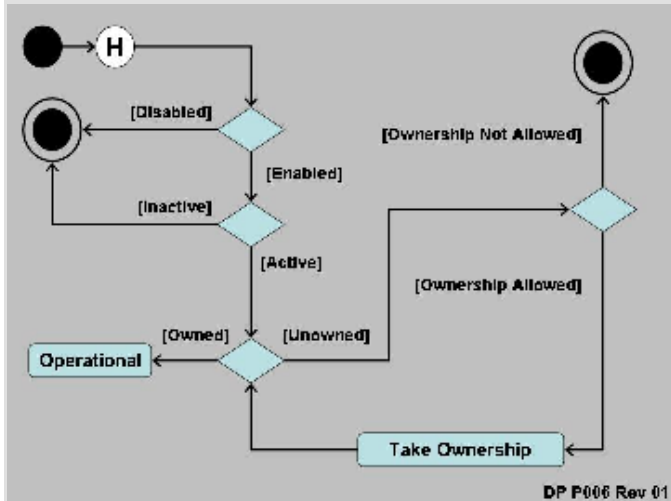 H
[Disabled]
[Ownership Not Allowed]
[Enabled]
[Inactive]
[Active]
[Ownership Allowed]
[Owned]
[Unowned]
Operational
Take Ownership
DP P006 Rev 01